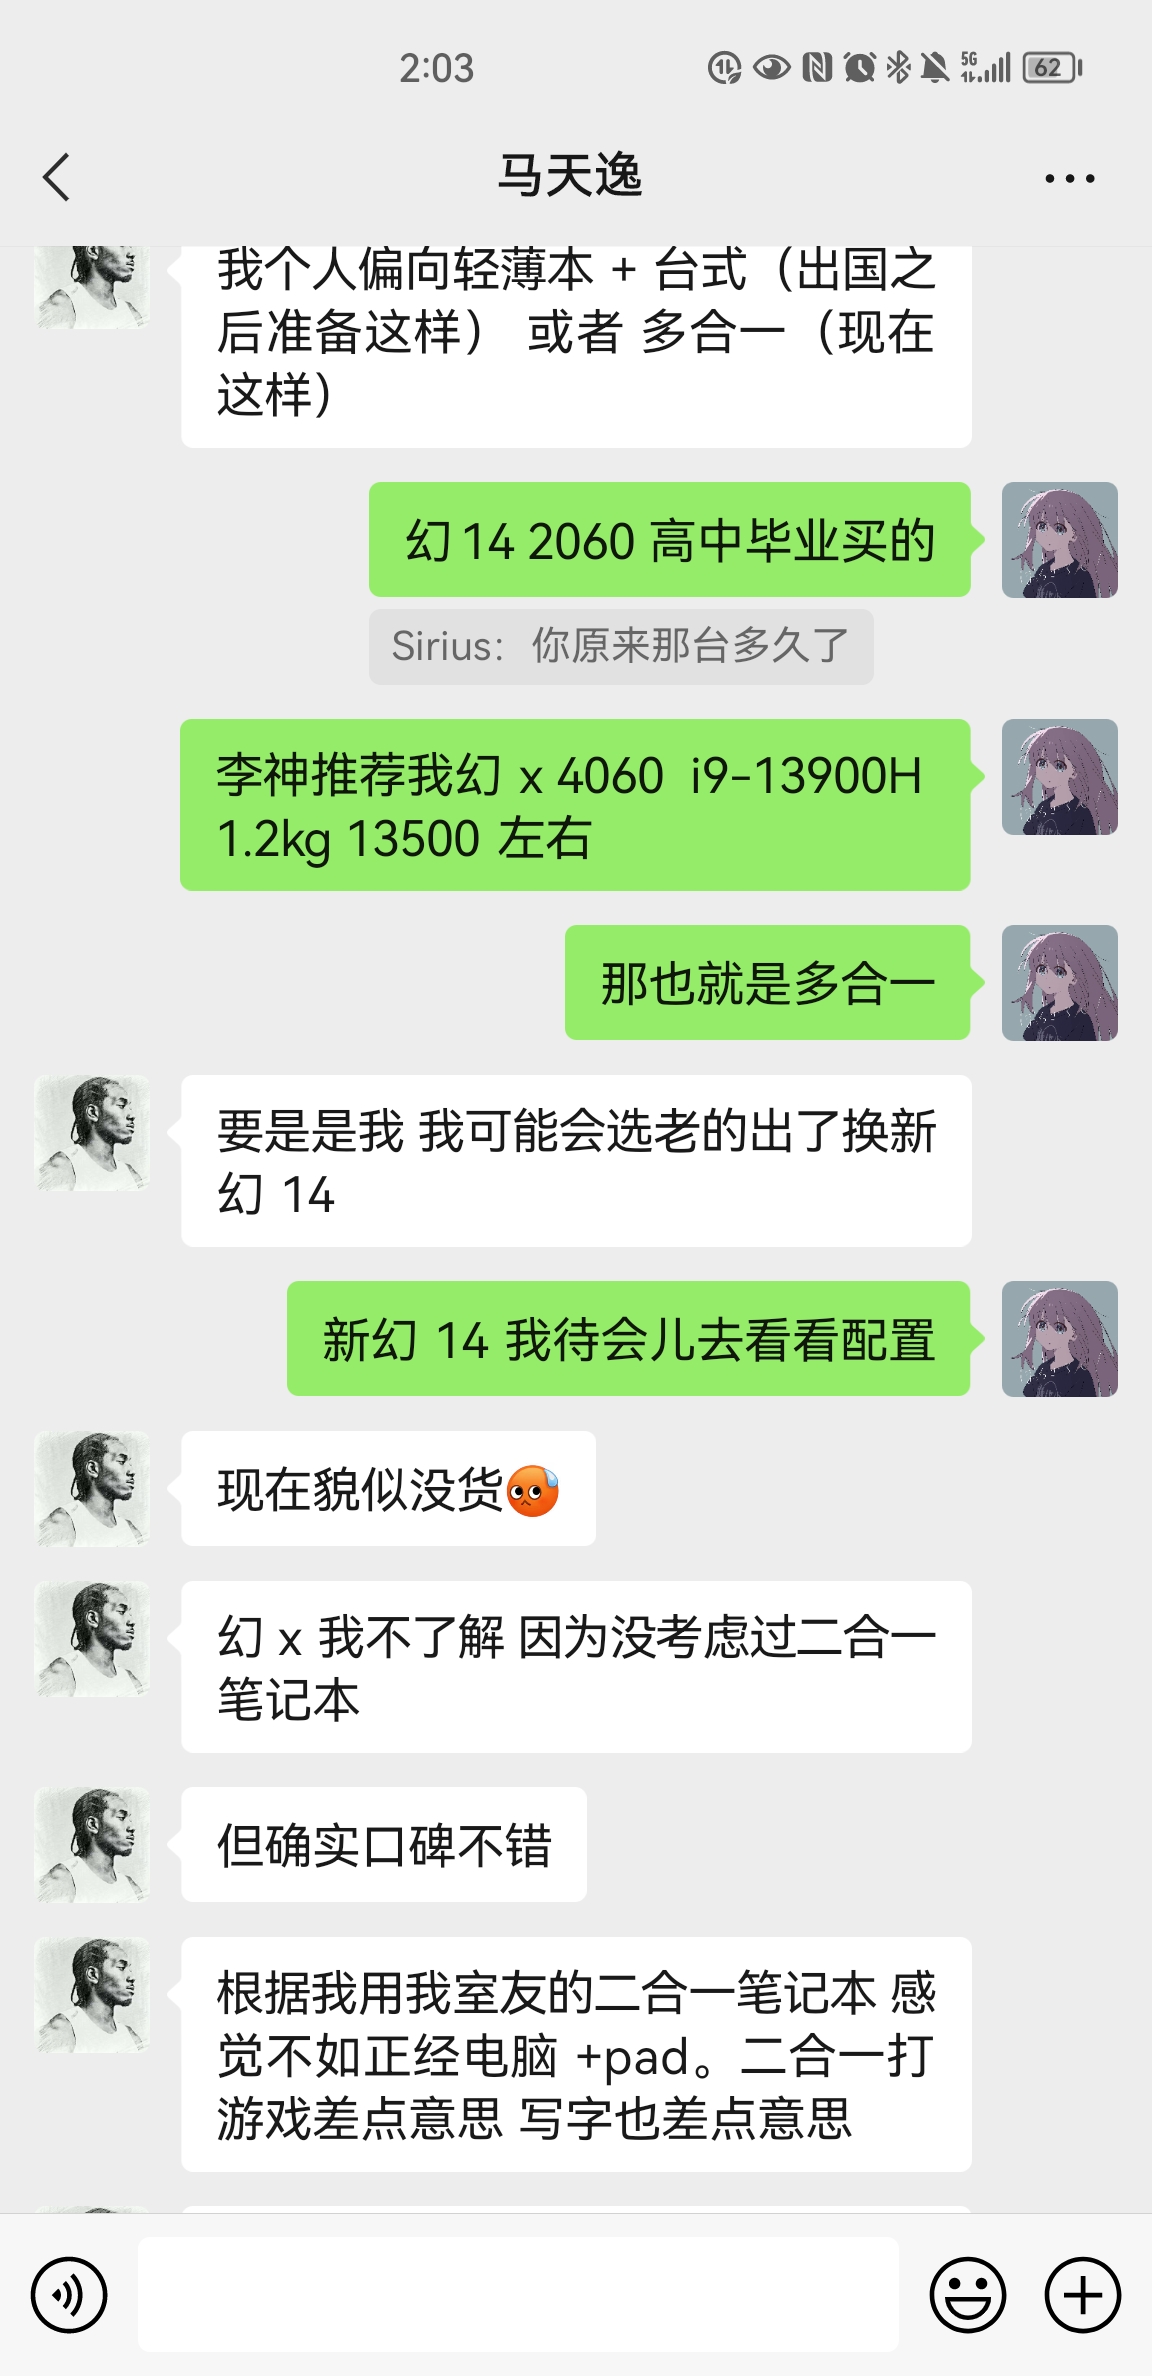 2:03
5G
62
马天逸
我个人偏向轻薄本 + 台式（出国之
后准备这样） 或者 多合一（现在
这样）
幻 14 2060 高中毕业买的
Sirius： 你原来那台多久了
李神推荐我幻 x 4060 i9-13900H
1.2kg 13500 左右
那也就是多合一
要是是我 我可能会选老的出了换新
幻 14
新幻 14 我待会儿去看看配置
现在貌似没货
幻 x 我不了解 因为没考虑过二合一
笔记本
但确实口碑不错
根据我用我室友的二合一笔记本 感
觉不如正经电脑 +pad。二合一打
游戏差点意思 写字也差点意思